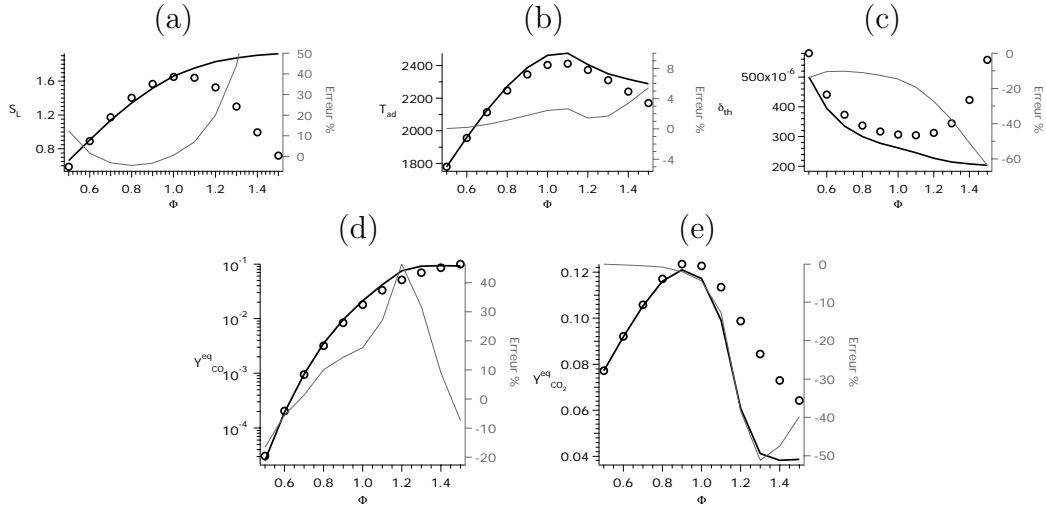 (a)
S_L
1.6
1.2
0.8
50
40
30
20
10
0
Erreur %
0.6 0.8 1.0 1.2 1.4
Φ
(b)
T_ad
2400
2200
2000
1800
8
4
0
-4
Erreur %
0.6 0.8 1.0 1.2 1.4
Φ
(c)
δ_th
500x10^-6
400
300
200
0
-20
-40
-60
Erreur %
0.6 0.8 1.0 1.2 1.4
Φ
(d)
Y^eq_CO
10^-1
10^-2
10^-3
10^-4
40
30
20
10
0
-10
-20
Erreur %
0.6 0.8 1.0 1.2 1.4
Φ
(e)
Y^eq_CO_2
0.12
0.10
0.08
0.06
0.04
0
-10
-20
-30
-40
-50
Erreur %
0.6 0.8 1.0 1.2 1.4
Φ